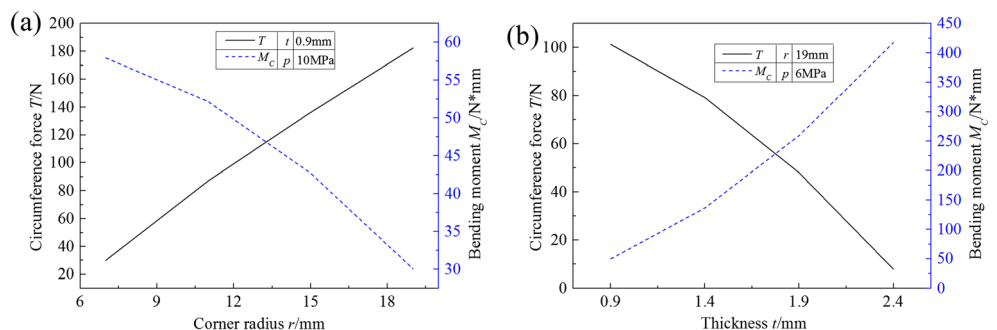 (a)
T t 0.9mm
M_C p 10MPa
Circumference force T/N
200
180
160
140
120
100
80
60
40
20
60
55
50
45
40
35
30
Bending moment M_C/N*mm
6 9 12 15 18
Corner radius r/mm
(b)
T r 19mm
M_C p 6MPa
Circumference force T/N
100
80
60
40
20
0
450
400
350
300
250
200
150
100
50
0
Bending moment M_C/N*mm
0.9 1.4 1.9 2.4
Thickness t/mm